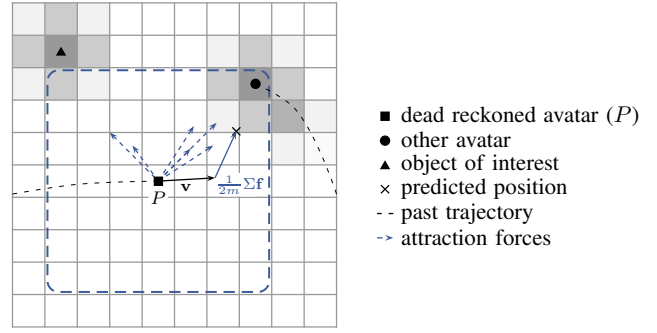 P
v
1/2m Σf
■ dead reckoned avatar (P)
● other avatar
▲ object of interest
× predicted position
- - - past trajectory
--> attraction forces